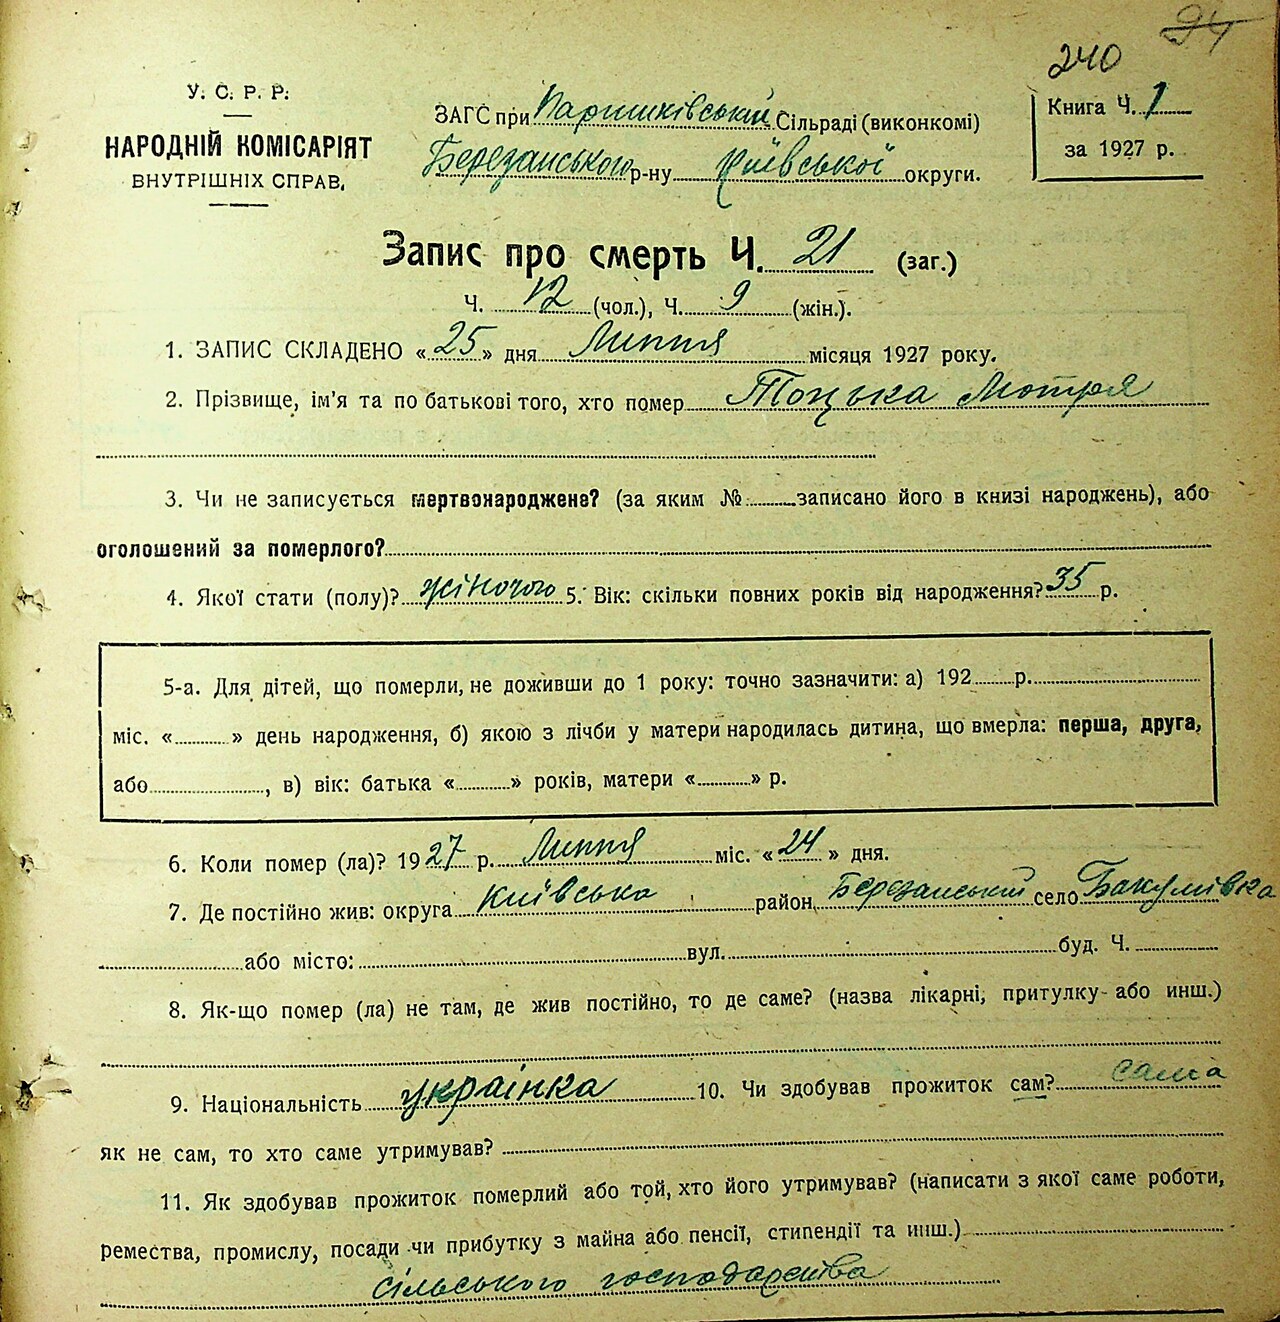 94
240
У. С. Р. Р.
НАРОДНІЙ КОМІСАРІЯТ
ВНУТРІШНІХ СПРАВ.
ЗАГС при Паришківський Сільраді (виконкомі)
Березанського р-ну Київської округи.
Книга Ч. 1
за 1927 р.
Запис про смерть Ч. 21 (заг.)
Ч. 12 (чол.), Ч. 9 (жін.).
1. ЗАПИС СКЛАДЕНО « 25 » дня Липня місяця 1927 року.
2. Прізвище, ім'я та по батькові того, хто помер Тоцька Мотря
3. Чи не записується мертвонароджене? (за яким № записано його в книзі народжень), або
оголошений за померлого?
4. Якої стати (полу)? жіночого 5. Вік: скільки повних років від народження? 35 р.
5-а. Для дітей, що померли, не доживши до 1 року: точно зазначити: а) 192 р.
міс. « » день народження, б) якою з лічби у матери народилась дитина, що вмерла: перша, друга,
або , в) вік: батька « » років, матери « » р.
6. Коли помер (ла)? 1927 р. Липня міс. « 24 » дня.
7. Де постійно жив: округа Київська район Березанський село Бакумівка
або місто: вул. буд. Ч.
8. Як-що помер (ла) не там, де жив постійно, то де саме? (назва лікарні, притулку або инш.)
9. Національність українка 10. Чи здобував прожиток сам? сама
як не сам, то хто саме утримував?
11. Як здобував прожиток померлий або той, хто його утримував? (написати з якої саме роботи,
ремества, промислу, посади чи прибутку з майна або пенсії, стипендії та инш.)
сільського господарства